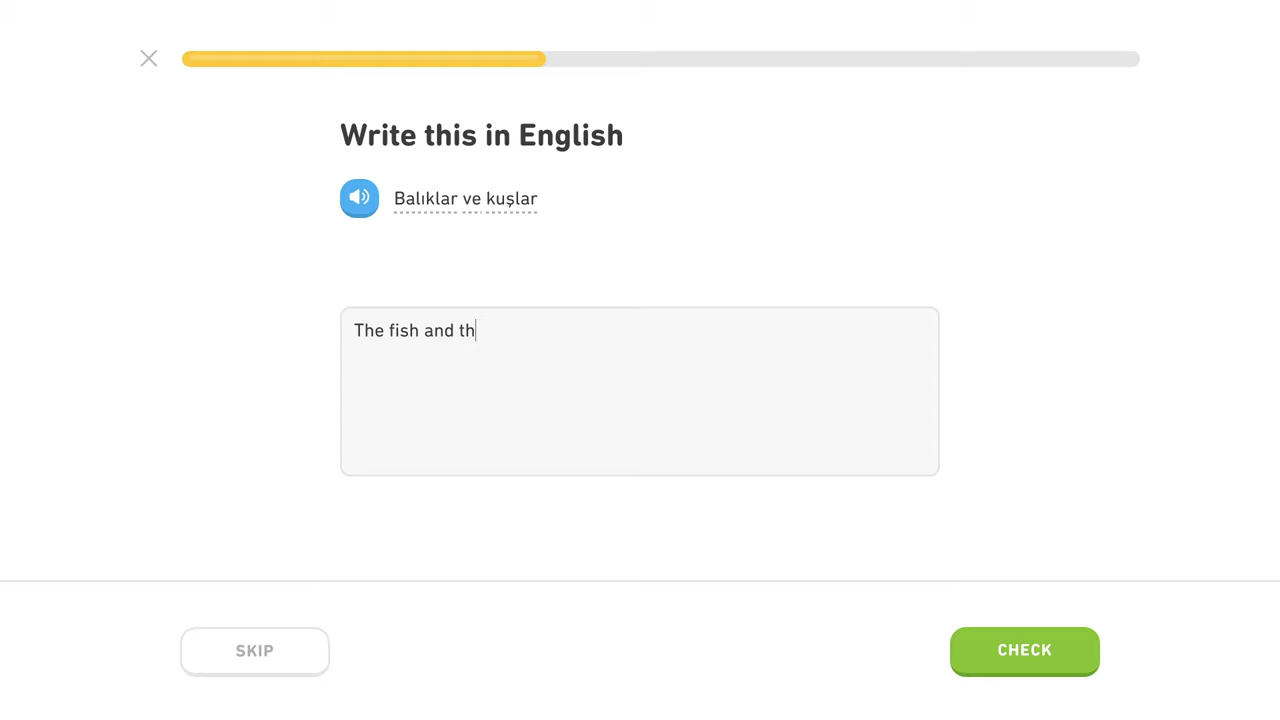 Write this in English
Balıklar ve kuşlar
The fish and th
SKIP
CHECK